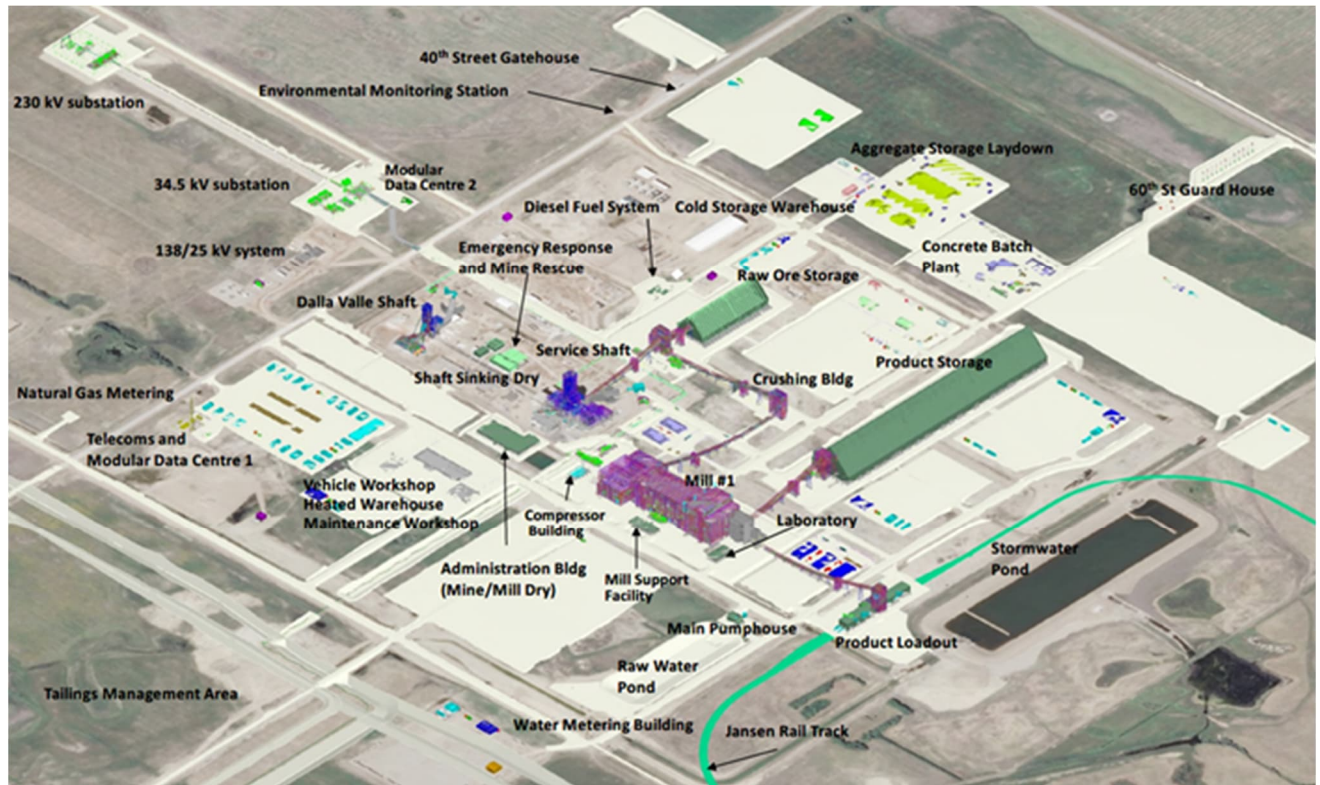 40th Street Gatehouse
Environmental Monitoring Station
230 kV substation
Aggregate Storage Laydown
Modular
Data Centre 2
34.5 kV substation
60th St Guard House
Diesel Fuel System
Cold Storage Warehouse
138/25 kV system
Emergency Response
and Mine Rescue
Concrete Batch
Plant
Raw Ore Storage
Dalla Valle Shaft
Service Shaft
Product Storage
Shaft Sinking Dry
Crushing Bldg
Natural Gas Metering
Telecoms and
Modular Data Centre 1
Vehicle Workshop
Heated Warehouse
Maintenance Workshop
Mill #1
Compressor
Building
Laboratory
Stormwater
Pond
Administration Bldg
(Mine/Mill Dry)
Mill Support
Facility
Main Pumphouse
Product Loadout
Raw Water
Pond
Tailings Management Area
Water Metering Building
Jansen Rail Track